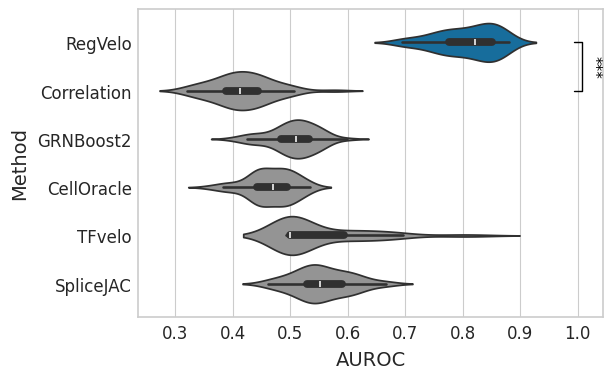 RegVelo
Correlation
GRNBoost2
CellOracle
TFvelo
SpliceJAC
Method
***
0.3 0.4 0.5 0.6 0.7 0.8 0.9 1.0
AUROC